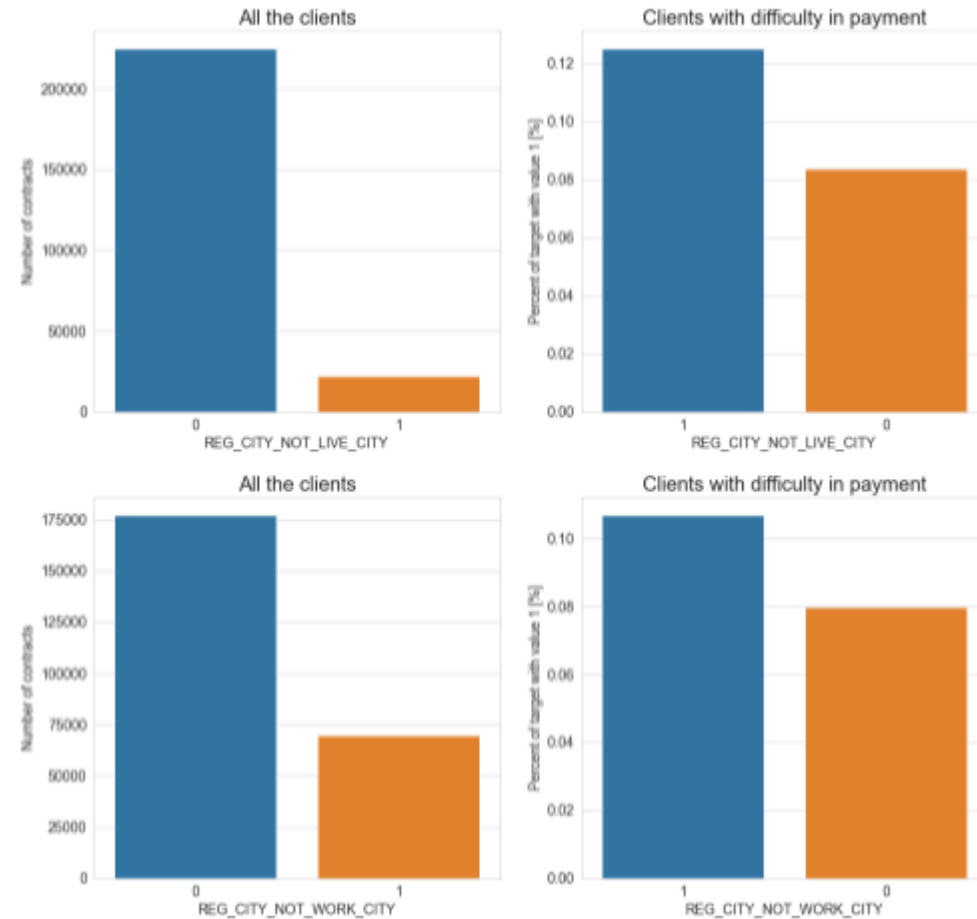 All the clients
Number of contracts
200000
150000
100000
50000
0
0 1
REG_CITY_NOT_LIVE_CITY
Clients with difficulty in payment
Percent of target with value 1 [%]
0.12
0.10
0.08
0.06
0.04
0.02
0.00
1 0
REG_CITY_NOT_LIVE_CITY
All the clients
Number of contracts
175000
150000
125000
100000
75000
50000
25000
0
0 1
REG_CITY_NOT_WORK_CITY
Clients with difficulty in payment
Percent of target with value 1 [%]
0.10
0.08
0.06
0.04
0.02
0.00
1 0
REG_CITY_NOT_WORK_CITY